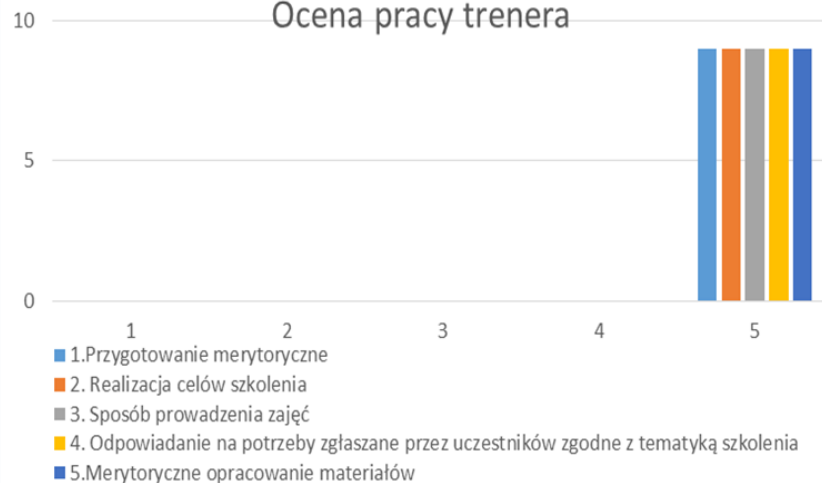 Ocena pracy trenera
10
5
0
1 2 3 4 5
1.Przygotowanie merytoryczne
2. Realizacja celów szkolenia
3. Sposób prowadzenia zajęć
4. Odpowiadanie na potrzeby zgłaszane przez uczestników zgodne z tematyką szkolenia
5.Merytoryczne opracowanie materiałów